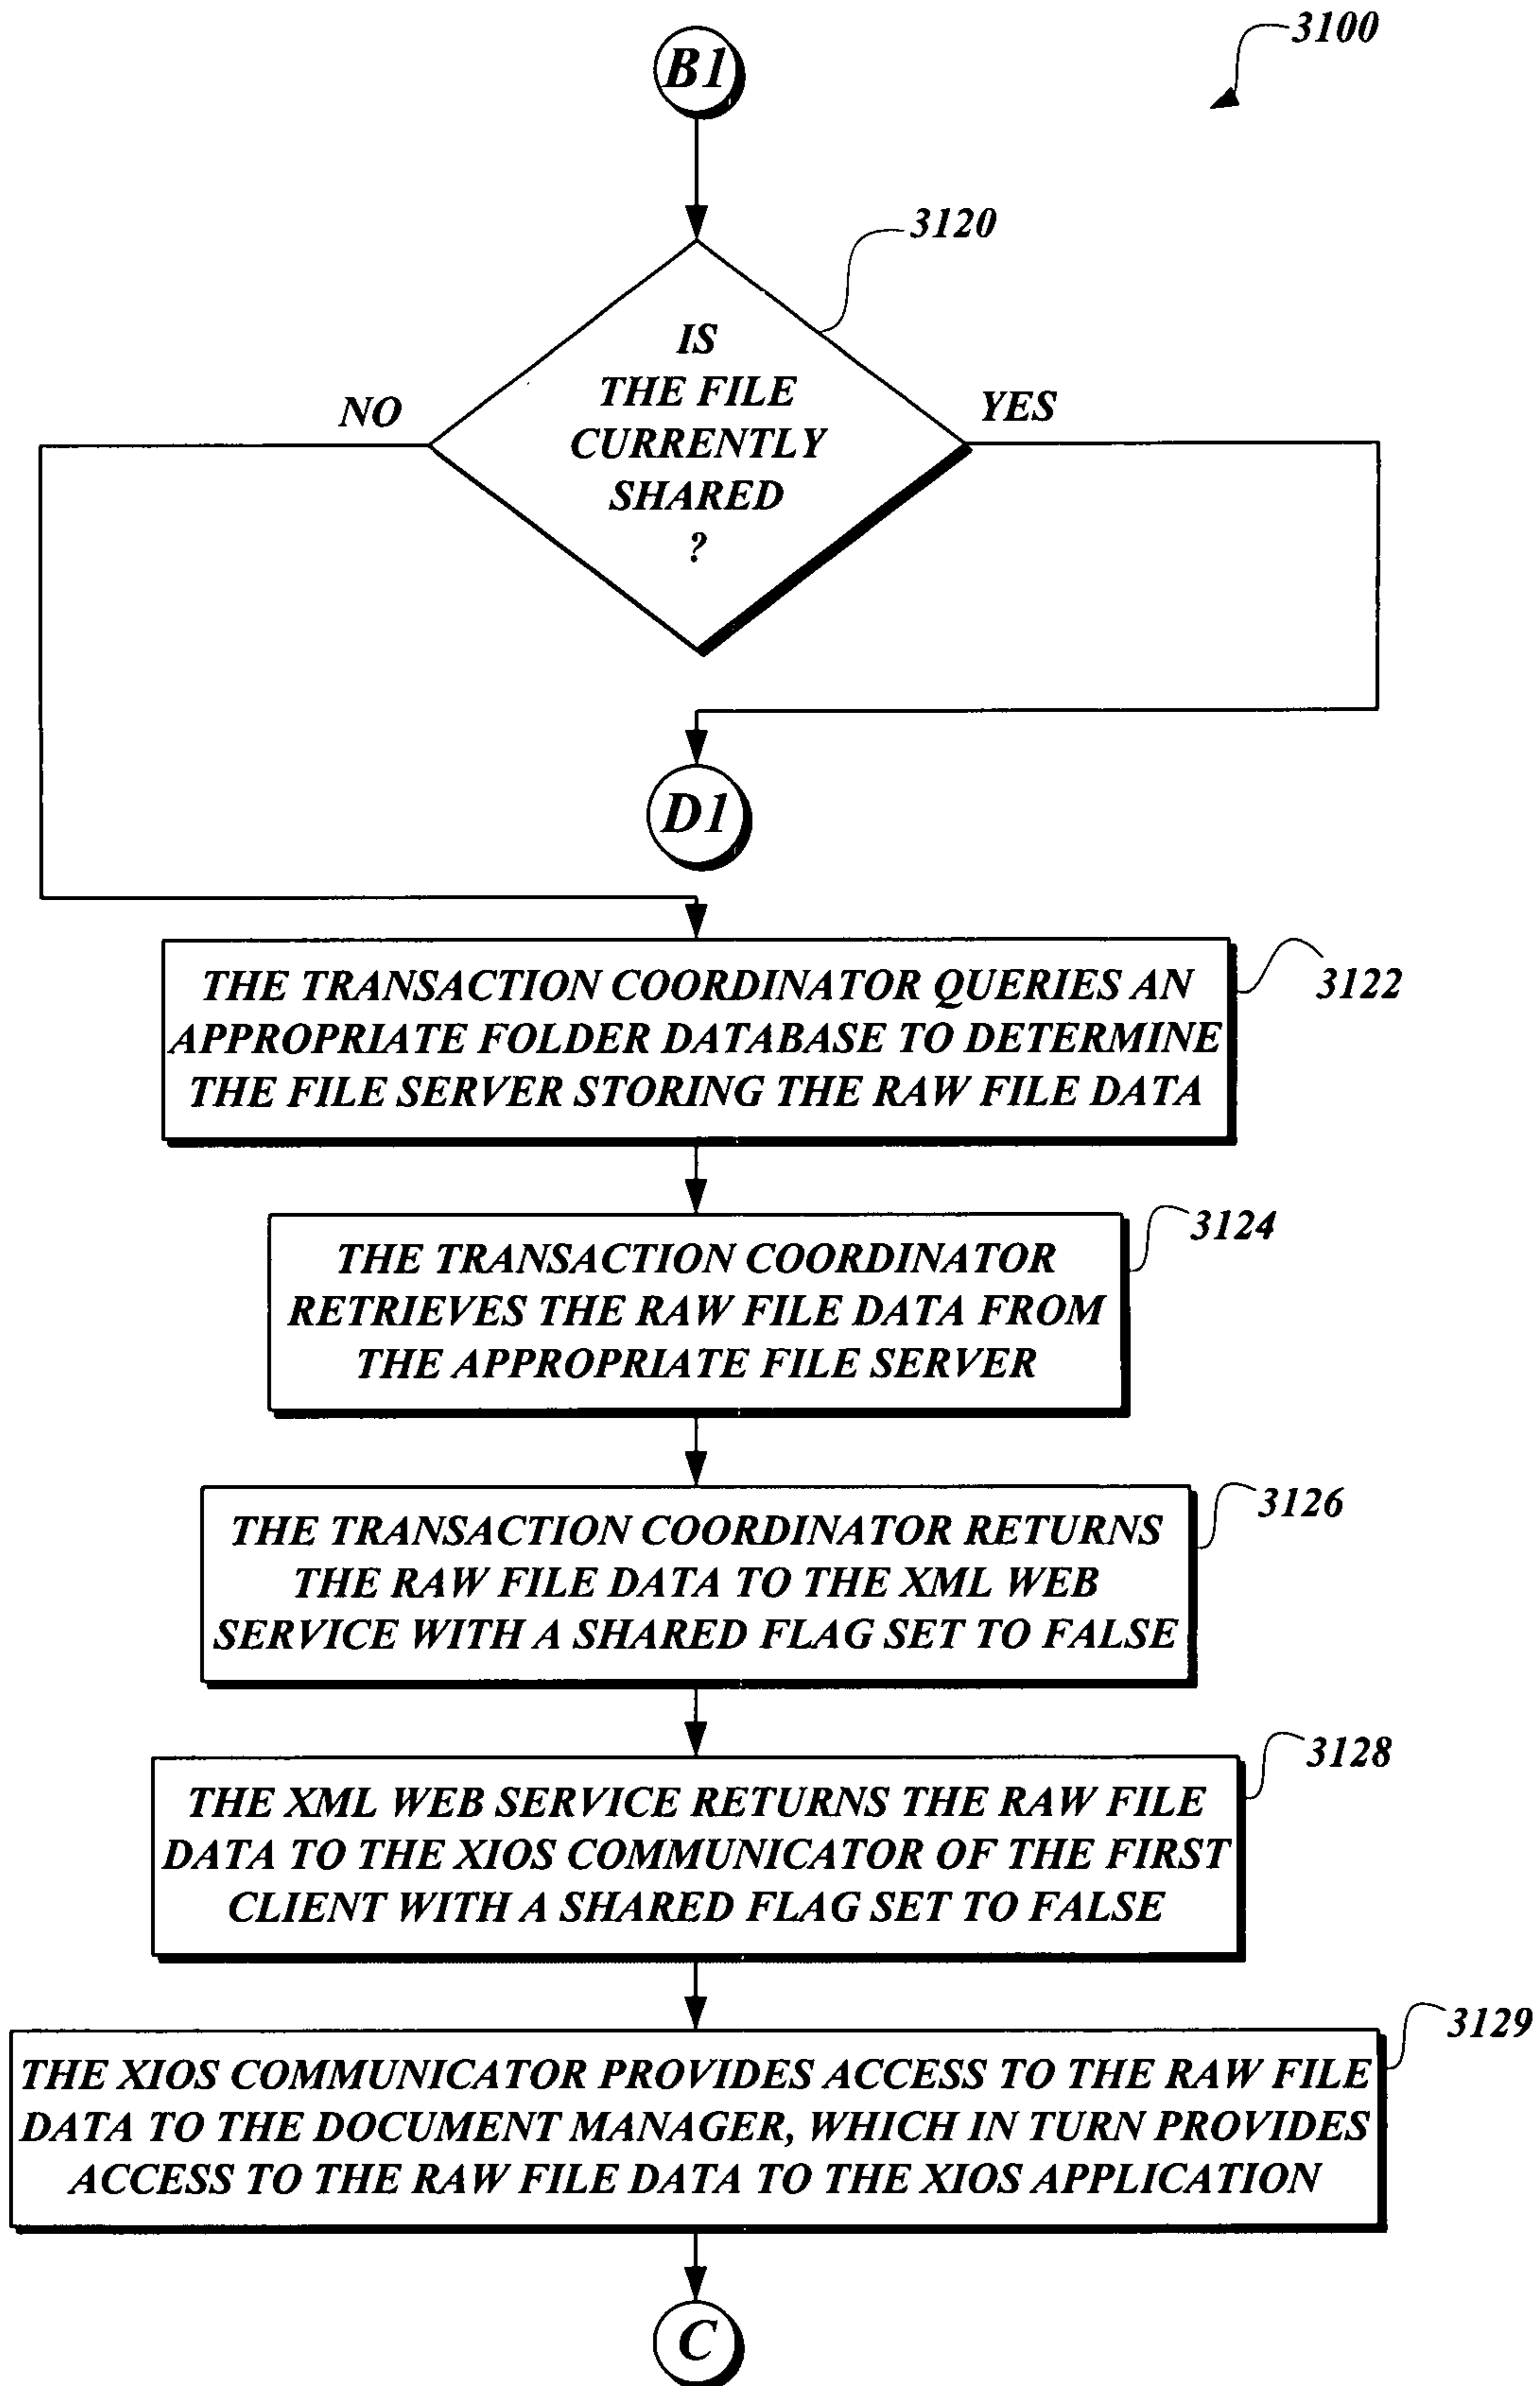 3100
B1
3120
IS
THE FILE
CURRENTLY
SHARED
?
NO
YES
D1
3122
THE TRANSACTION COORDINATOR QUERIES AN
APPROPRIATE FOLDER DATABASE TO DETERMINE
THE FILE SERVER STORING THE RAW FILE DATA
3124
THE TRANSACTION COORDINATOR
RETRIEVES THE RAW FILE DATA FROM
THE APPROPRIATE FILE SERVER
3126
THE TRANSACTION COORDINATOR RETURNS
THE RAW FILE DATA TO THE XML WEB
SERVICE WITH A SHARED FLAG SET TO FALSE
3128
THE XML WEB SERVICE RETURNS THE RAW FILE
DATA TO THE XIOS COMMUNICATOR OF THE FIRST
CLIENT WITH A SHARED FLAG SET TO FALSE
3129
THE XIOS COMMUNICATOR PROVIDES ACCESS TO THE RAW FILE
DATA TO THE DOCUMENT MANAGER, WHICH IN TURN PROVIDES
ACCESS TO THE RAW FILE DATA TO THE XIOS APPLICATION
C